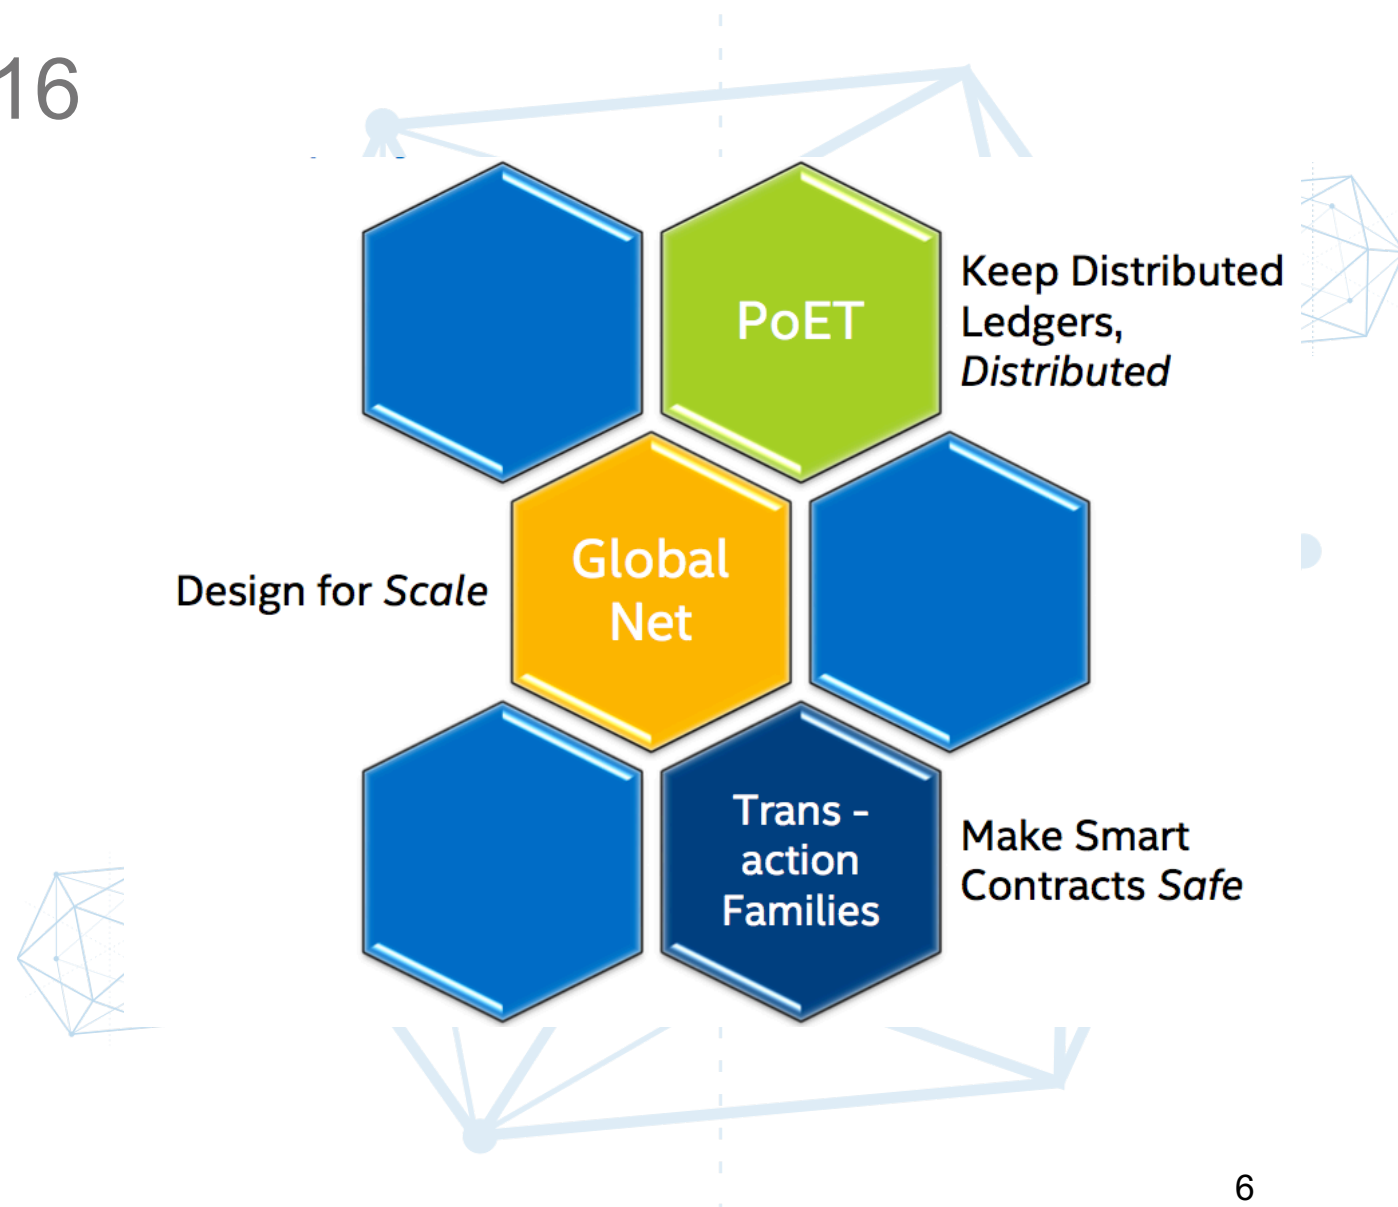 16
PoET
Keep Distributed
Ledgers,
Distributed
Global
Net
Design for Scale
Trans -
action
Families
Make Smart
Contracts Safe
6